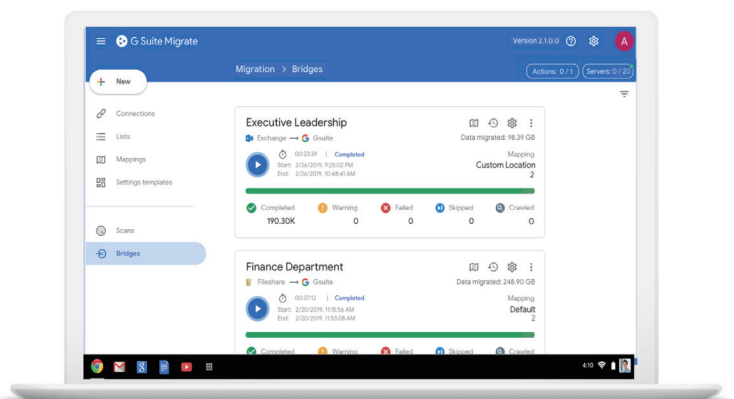 G Suite Migrate
Version 2.1.0.0
A
New
Migration > Bridges
Actions: 0 / 1
Servers: 0 / 20
Connections
Lists
Mappings
Settings templates
Scans
Bridges
Executive Leadership
Exchange → G Gsuite
Data migrated: 98.39 GB
00:23:39 | Completed
Start: 2/26/2019, 9:25:02 PM
End: 2/26/2019, 10:48:41 AM
Mapping
Custom Location
2
Completed Warning Failed Skipped Crawled
190.30K 0 0 0 0
Finance Department
Fileshare → G Gsuite
Data migrated: 248.90 GB
00:37:12 | Completed
Start: 2/20/2019, 11:15:56 AM
End: 2/20/2019, 11:53:08 AM
Mapping
Default
2
Completed Warning Failed Skipped Crawled
4:10